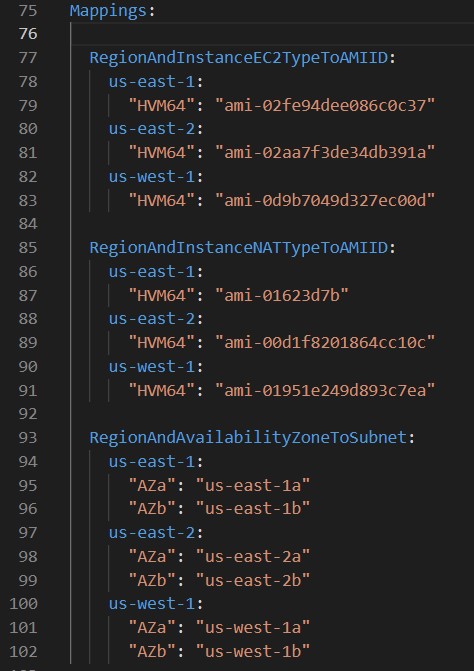 75 Mappings:
76
77 RegionAndInstanceEC2TypeToAMIID:
78 us-east-1:
79 "HVM64": "ami-02fe94dee086c0c37"
80 us-east-2:
81 "HVM64": "ami-02aa7f3de34db391a"
82 us-west-1:
83 "HVM64": "ami-0d9b7049d327ec00d"
84
85 RegionAndInstanceNATTypeToAMIID:
86 us-east-1:
87 "HVM64": "ami-01623d7b"
88 us-east-2:
89 "HVM64": "ami-00d1f8201864cc10c"
90 us-west-1:
91 "HVM64": "ami-01951e249d893c7ea"
92
93 RegionAndAvailabilityZoneToSubnet:
94 us-east-1:
95 "AZa": "us-east-1a"
96 "AZb": "us-east-1b"
97 us-east-2:
98 "AZa": "us-east-2a"
99 "AZb": "us-east-2b"
100 us-west-1:
101 "AZa": "us-west-1a"
102 "AZb": "us-west-1b"